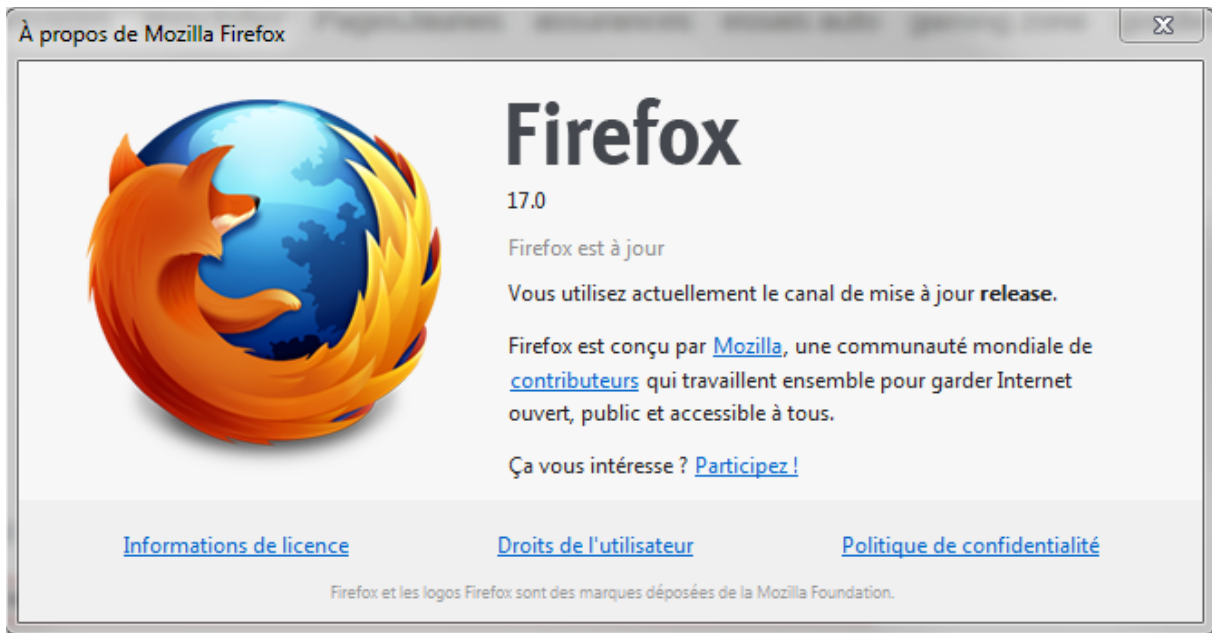 À propos de Mozilla Firefox
Firefox
17.0
Firefox est à jour
Vous utilisez actuellement le canal de mise à jour release.
Firefox est conçu par Mozilla, une communauté mondiale de
contributeurs qui travaillent ensemble pour garder Internet
ouvert, public et accessible à tous.
Ça vous intéresse ? Participez !
Informations de licence
Droits de l'utilisateur
Politique de confidentialité
Firefox et les logos Firefox sont des marques déposées de la Mozilla Foundation.